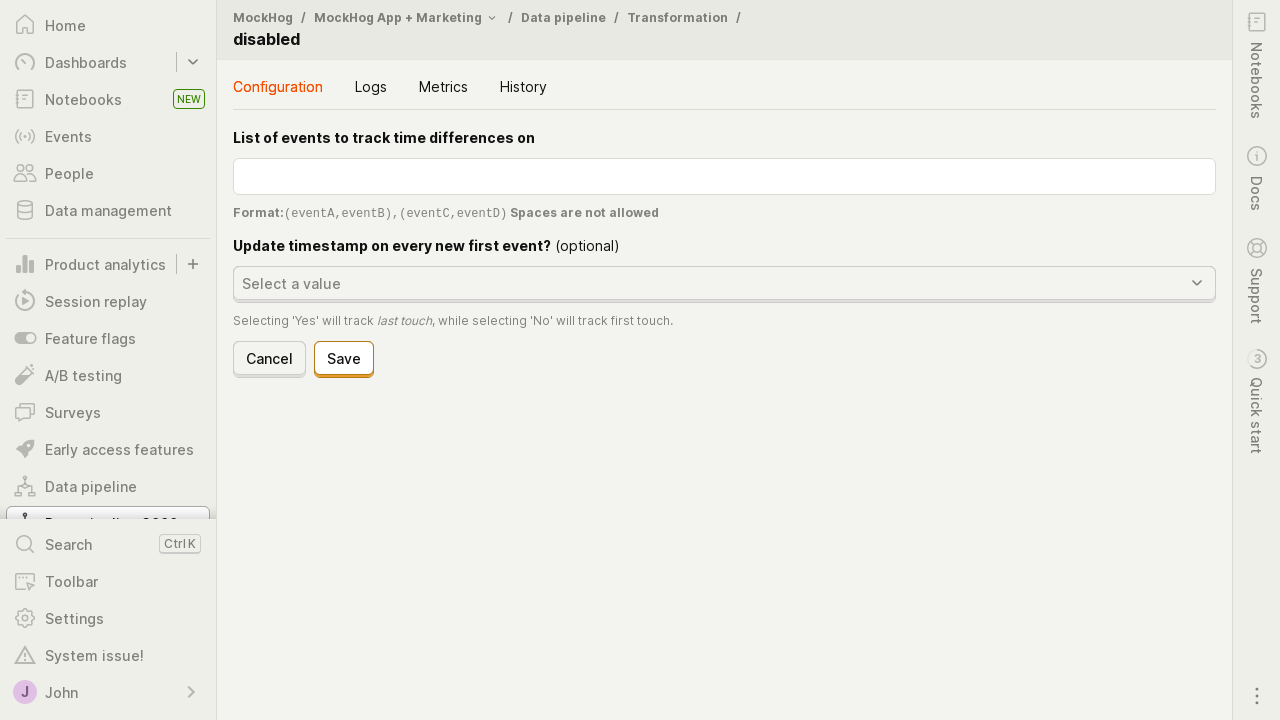 Home
Dashboards
Notebooks NEW
Events
People
Data management
Product analytics
Session replay
Feature flags
A/B testing
Surveys
Early access features
Data pipeline
Search Ctrl K
Toolbar
Settings
System issue!
J John
MockHog / MockHog App + Marketing / Data pipeline / Transformation /
disabled
Configuration Logs Metrics History
List of events to track time differences on
Format:(eventA,eventB),(eventC,eventD) Spaces are not allowed
Update timestamp on every new first event? (optional)
Select a value
Selecting 'Yes' will track last touch, while selecting 'No' will track first touch.
Cancel Save
Notebooks
Docs
Support
3 Quick start